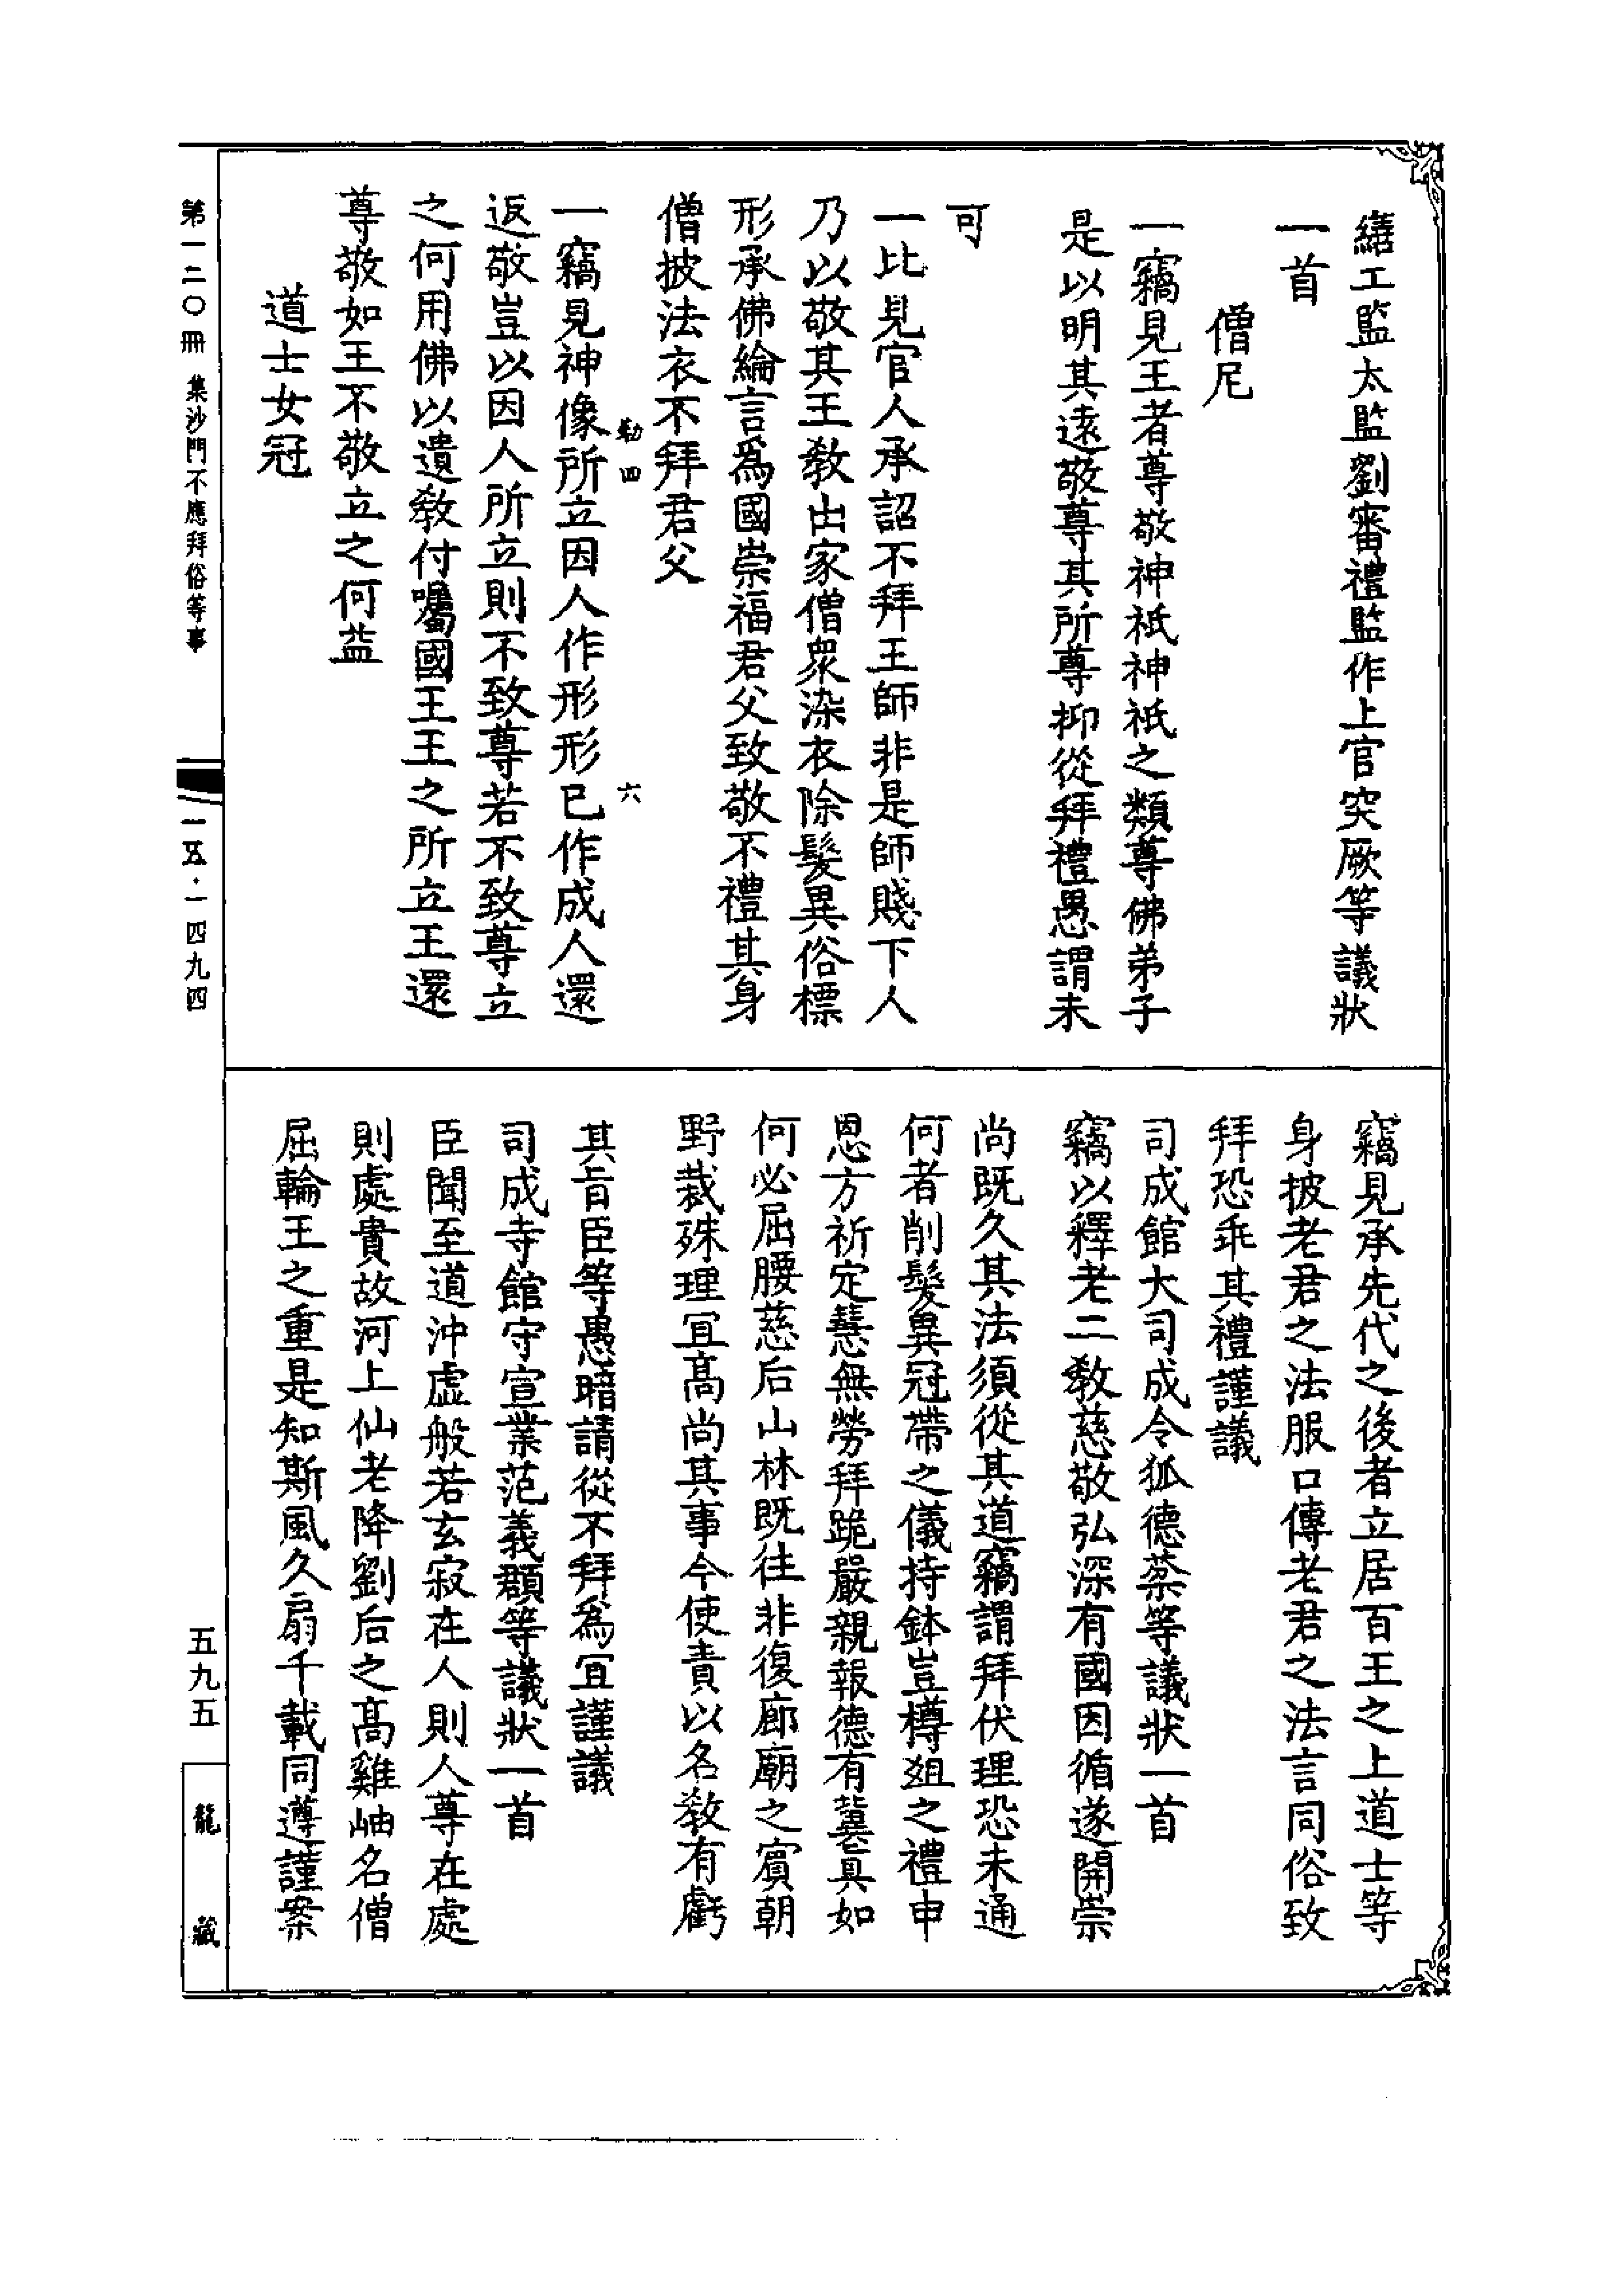 繕工監太監劉審禮監作上官突厥等議狀
一首
僧尼
一竊見王者尊敬神祇神祇之類尊佛弟子
是以明其遠敬尊其所尊抑從拜禮愚謂未
可
一比見官人承詔不拜王師非是師賤下人
乃以敬其王教出家僧眾染衣除髮異俗標
形承佛綸言爲國崇福君父致敬不禮其身
僧披法衣不拜君父
勸四 六
一竊見神像所立因人作形形已作成人還
返敬豈以因人所立則不致尊若不致尊立
之何用佛以遺教付囑國王王之所立王還
尊敬如王不敬立之何益
道士女冠
竊見承先代之後者立居百王之上道士等
身披老君之法服口傳老君之法言同俗致
拜恐乖其禮謹議
司成館大司成令狐德棻等議狀一首
竊以釋老二教慈敬弘深有國因循遂開崇
尚既久其法須從其道竊謂拜伏理恐未通
何者削髮異冠帶之儀持鉢豈樽俎之禮申
恩方祈定慧無勞拜跪嚴親報德有冀冥如
何必屈腰慈后山林既往非復廊廟之賓朝
野裁殊理宜高尚其事今使責以名教有虧
其旨臣等愚暗請從不拜爲宜謹議
司成寺館守宣業范義頵等議狀一首
臣聞至道沖虛般若玄寂在人則人尊在處
則處貴故河上仙老降劉后之高雞岫名僧
屈輪王之重是知斯風久扇千載同遵謹案
第一二〇冊 集沙門不應拜俗等事
一五·一四九四
五九五
龍藏